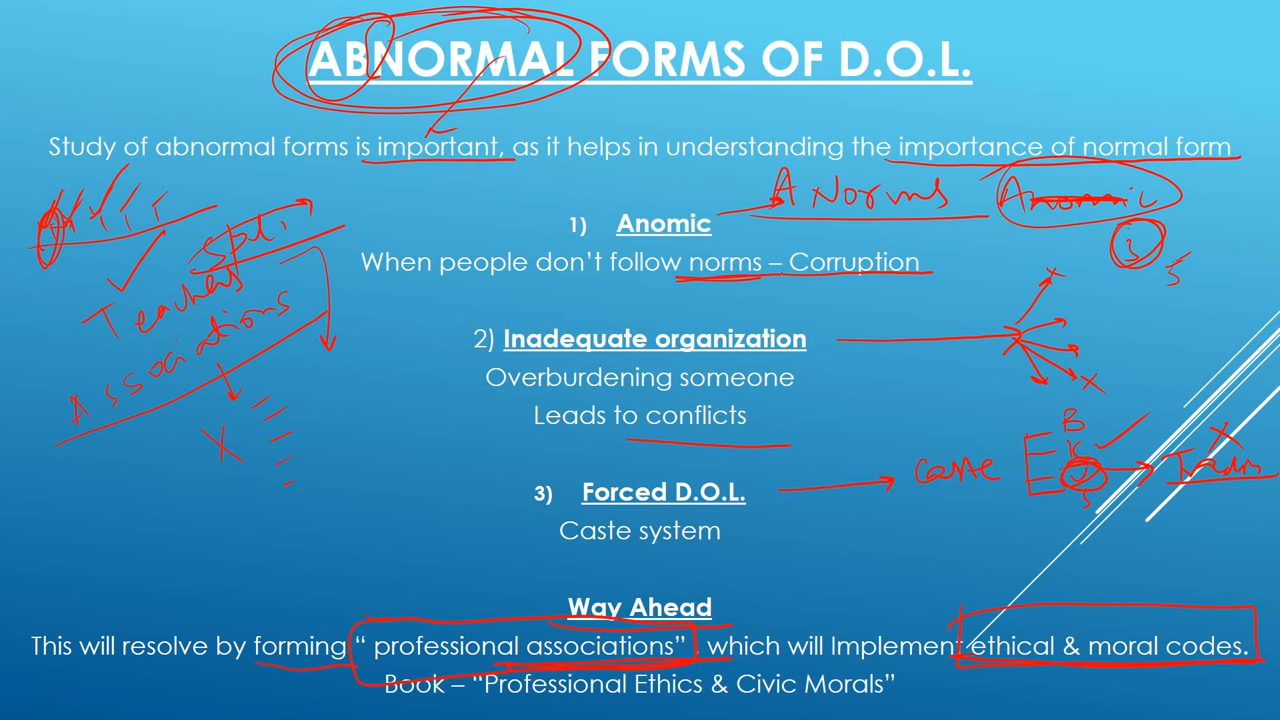 ABNORMAL FORMS OF D.O.L.
Study of abnormal forms is important, as it helps in understanding the importance of normal form
A Norms
1) Anomic
When people don't follow norms – Corruption
3
5
Spl.
Teachers
Associations
X
2) Inadequate organization
Overburdening someone
Leads to conflicts
3) Forced D.O.L.
caste
B
K
Caste system
Way Ahead
This will resolve by forming “ professional associations” , which will Implement ethical & moral codes.
Book – “Professional Ethics & Civic Morals”